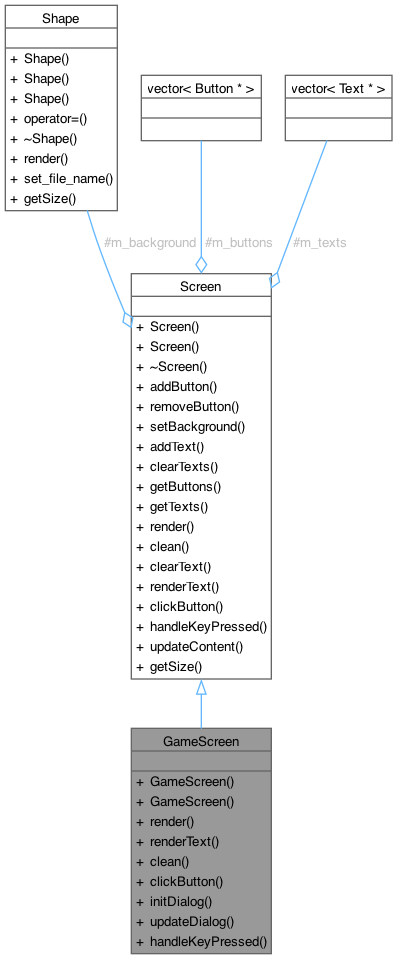 Shape
+ Shape()
+ Shape()
+ Shape()
+ operator=()
+ ~Shape()
+ render()
+ set_file_name()
+ getSize()
vector< Button * >
vector< Text * >
#m_background
#m_buttons
#m_texts
Screen
+ Screen()
+ Screen()
+ ~Screen()
+ addButton()
+ removeButton()
+ setBackground()
+ addText()
+ clearTexts()
+ getButtons()
+ getTexts()
+ render()
+ clean()
+ clearText()
+ renderText()
+ clickButton()
+ handleKeyPressed()
+ updateContent()
+ getSize()
GameScreen
+ GameScreen()
+ GameScreen()
+ render()
+ renderText()
+ clean()
+ clickButton()
+ initDialog()
+ updateDialog()
+ handleKeyPressed()